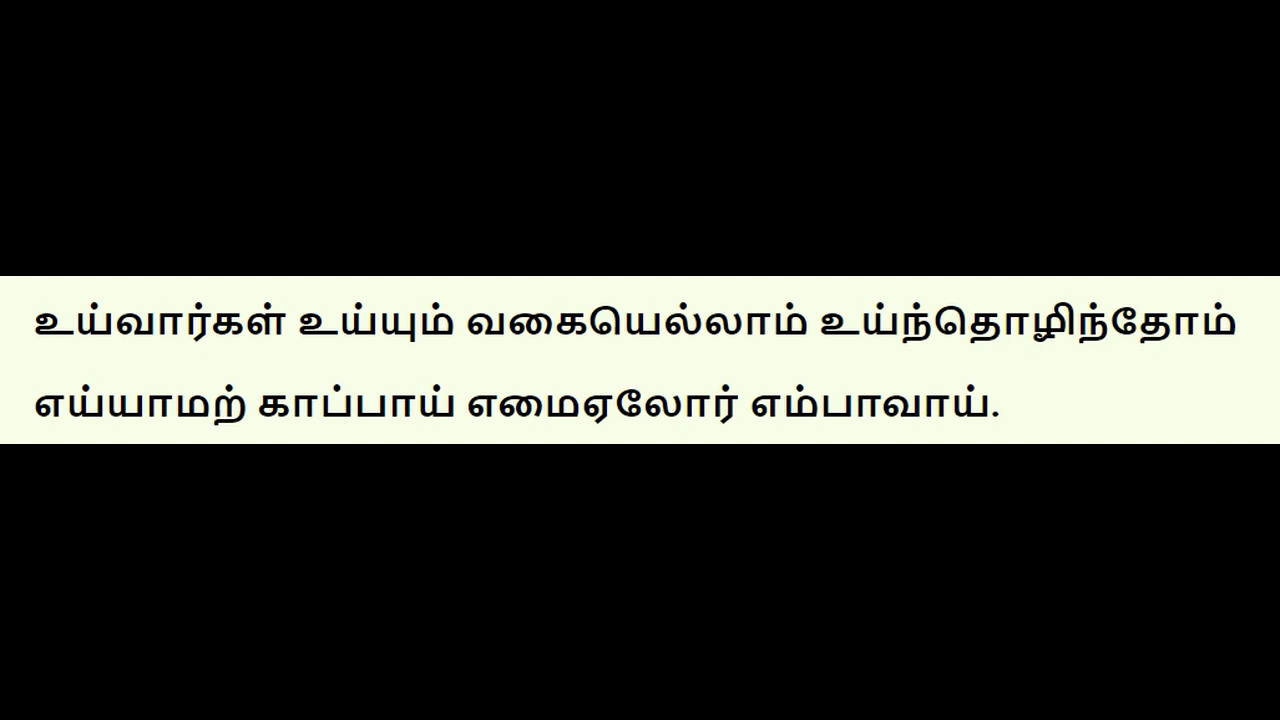 உய்வார்கள் உய்யும் வகையெல்லாம் உய்ந்தொழிந்தோம்
எய்யாமற் காப்பாய் எமைஏலோர் எம்பாவாய்.